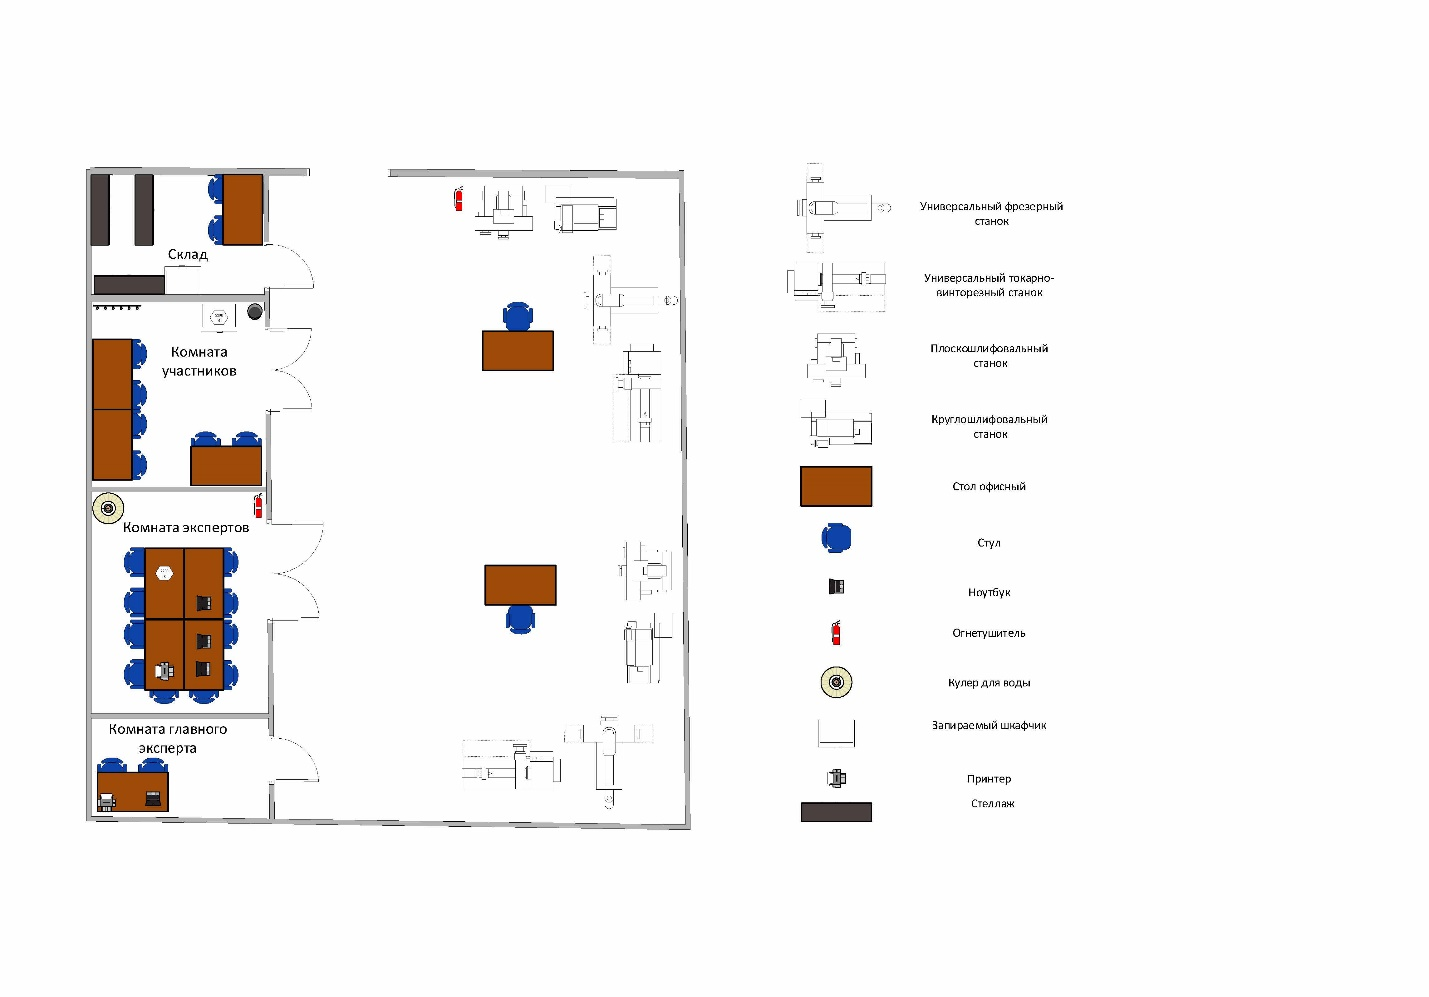 Склад
Комната
участников
Комната экспертов
Комната главного
эксперта
Универсальный фрезерный
станок
Универсальный токарно-
винторезный станок
Плоскошлифовальный
станок
Круглошлифовальный
станок
Стол офисный
Стул
Ноутбук
Огнетушитель
Кулер для воды
Запираемый шкафчик
Принтер
Стеллаж